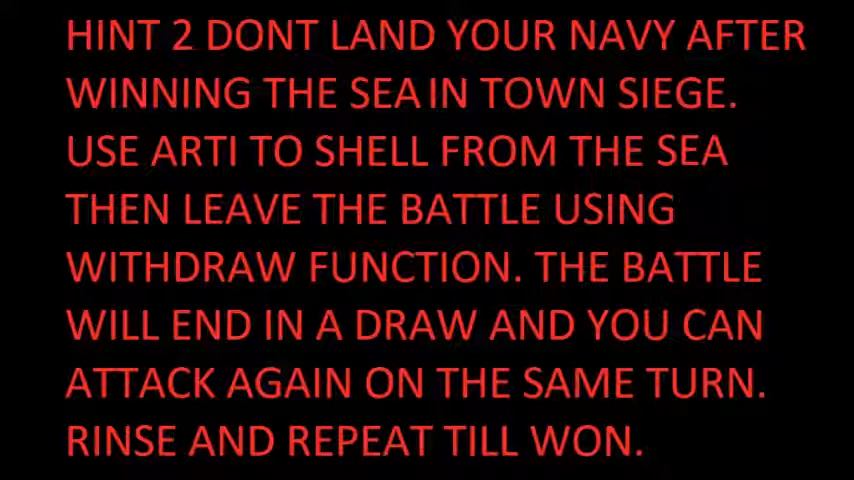 HINT 2 DONT LAND YOUR NAVY AFTER
WINNING THE SEA IN TOWN SIEGE.
USE ARTI TO SHELL FROM THE SEA
THEN LEAVE THE BATTLE USING
WITHDRAW FUNCTION. THE BATTLE
WILL END IN A DRAW AND YOU CAN
ATTACK AGAIN ON THE SAME TURN.
RINSE AND REPEAT TILL WON.